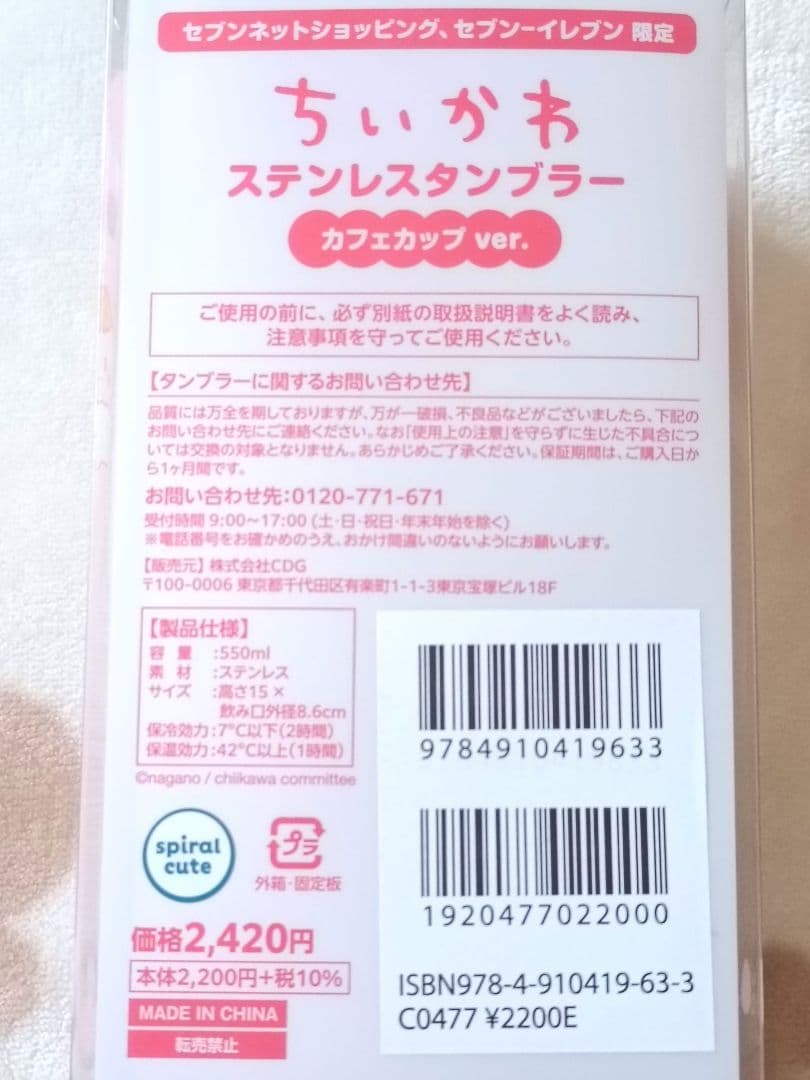 セブンネットショッピング、セブン-イレブン 限定
ちいかわ
ステンレスタンブラー
カフェカップ ver.
ご使用の前に、必ず別紙の取扱説明書をよく読み、
注意事項を守ってご使用ください。
【タンブラーに関するお問い合わせ先】
品質には万全を期しておりますが、万が一破損、不良品などがございましたら、下記の
お問い合わせ先にご連絡ください。なお「使用上の注意」を守らずに生じた不具合につ
いては交換の対象となりません。あらかじめご了承ください。保証期間は、ご購入日か
ら1ヶ月間です。
お問い合わせ先:0120-771-671
受付時間 9:00~17:00 (土・日・祝日・年末年始を除く)
※電話番号をお確かめのうえ、おかけ間違いのないようにお願いします。
【販売元】 株式会社CDG
〒100-0006 東京都千代田区有楽町1-1-3東京宝塚ビル18F
【製品仕様】
容 量 :550ml
素 材 :ステンレス
サイズ :高さ15×
飲み口外径8.6cm
保冷効力:7℃以下(2時間)
保温効力:42℃以上(1時間)
©nagano / chiikawa committee
spiral
cute
プラ
外箱・固定板
価格2,420円
本体2,200円+税10%
MADE IN CHINA
転売禁止
9784910419633
1920477022000
ISBN978-4-910419-63-3
C0477 ¥2200E